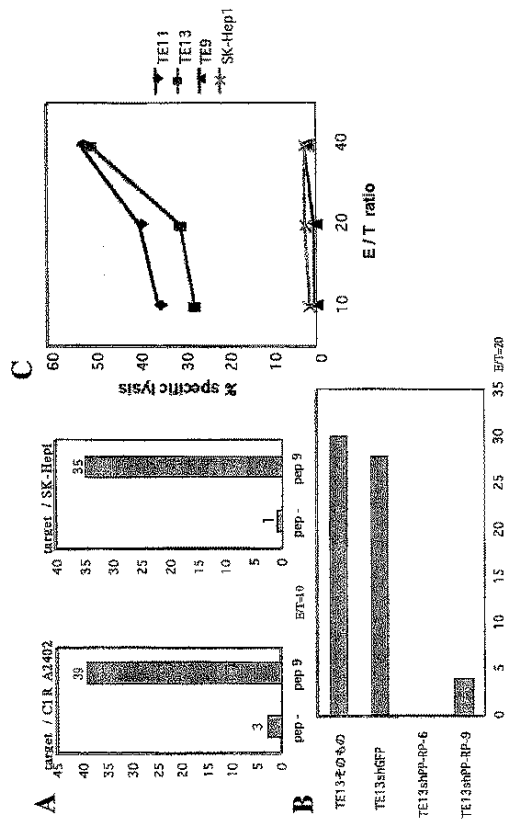 A
target / C1R A2402
45
40
35
30
25
20
15
10
5
0
3
39
pep -
pep 9
E/T=10
target / SK-Hep1
40
35
30
25
20
15
10
5
0
1
35
pep -
pep 9
B
TE13そのもの
TE13shGFP
TE13shPP-RP-6
TE13shPP-RP-9
0
5
10
15
20
25
30
35
E/T=20
C
% specific lysis
60
50
40
30
20
10
0
10
20
40
E/T ratio
TE11
TE13
TE9
SK-Hep1